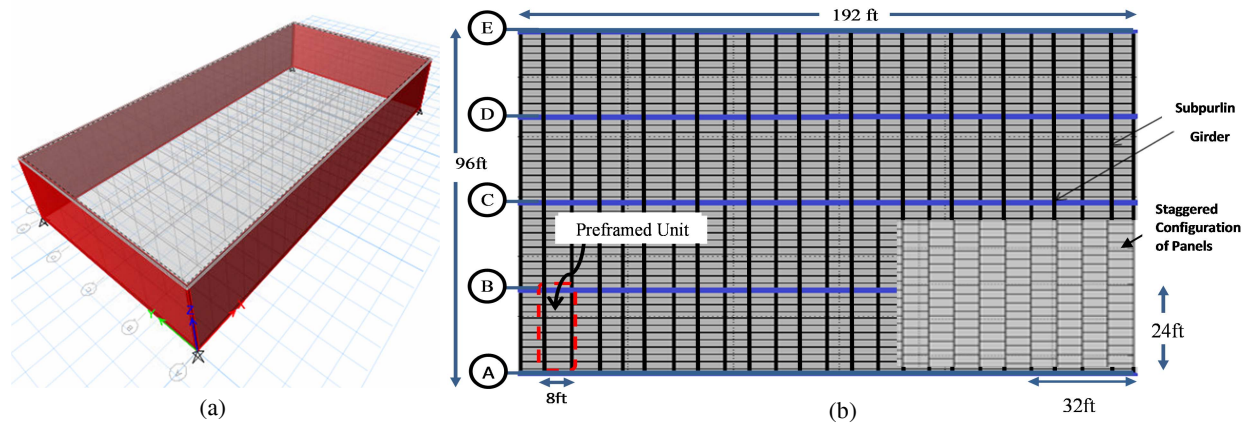 192 ft
E
D
Subpurlin
Girder
96ft
C
Staggered
Configuration
of Panels
Preframed Unit
B
24ft
A
8ft
32ft
Z
(a)
(b)